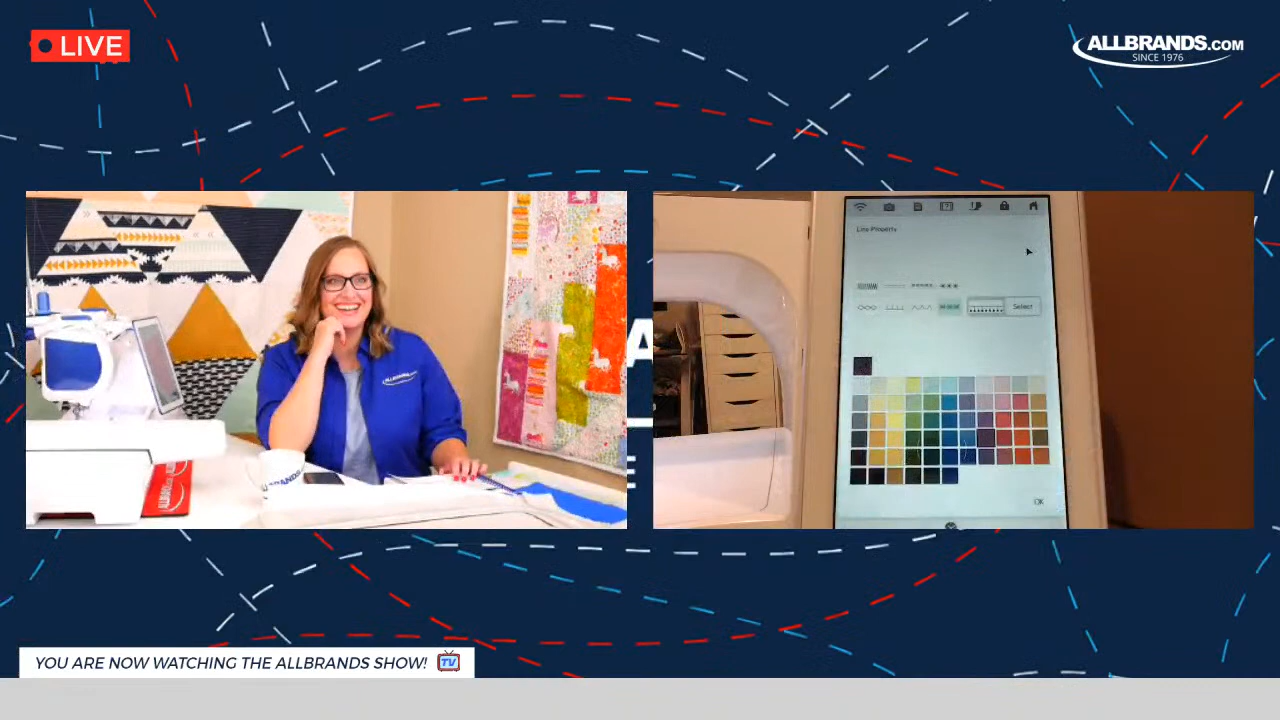 LIVE
ALLBRANDS.COM
SINCE 1976
Line Property
Select
OK
YOU ARE NOW WATCHING THE ALLBRANDS SHOW!
TV